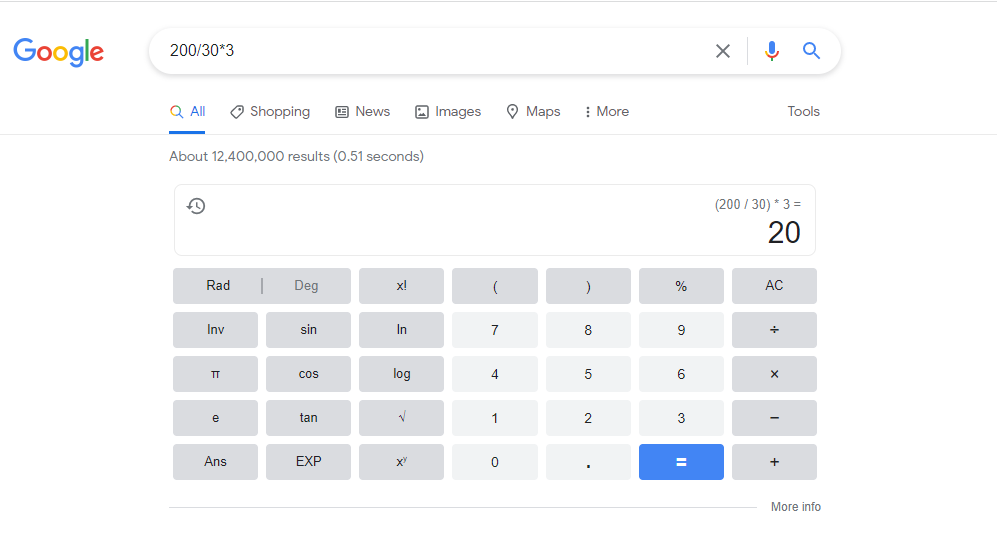 Google 200/30*3
All Shopping News Images Maps More Tools
About 12,400,000 results (0.51 seconds)
(200 / 30) * 3 =
20
Rad | Deg x! ( ) % AC
Inv sin ln 7 8 9 ÷
π cos log 4 5 6 ×
e tan √ 1 2 3 −
Ans EXP xʸ 0 . = +
More info